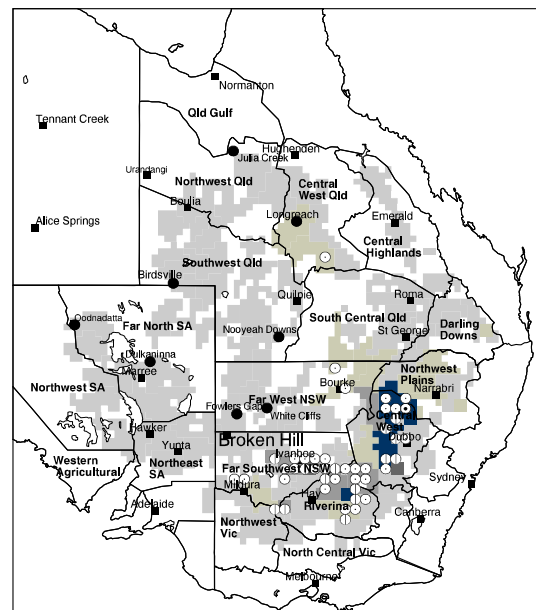 Normanton
Qld Gulf
Tennant Creek
Julia Creek
Hughenden
Urandangi
Northwest Qld
Central
West Qld
Boulia
Longreach
Emerald
Alice Springs
Central
Highlands
Southwest Qld
Birdsville
Quilpie
Roma
South Central Qld
Oodnadatta
Far North SA
Nooyeah Downs
St George
Darling
Downs
Dulkaninna
Marree
Northwest
Plains
Bourke
Narrabri
Northwest SA
Far West NSW
Fowlers Gap
White Cliffs
Central
West
Hawker
Broken Hill
Dubbo
Yunta
Ivanhoe
Western
Agricultural
Northeast
SA
Far Southwest NSW
Sydney
Mildura
Hay
Riverina
Adelaide
Canberra
Northwest
Vic
North Central Vic
Melbourne